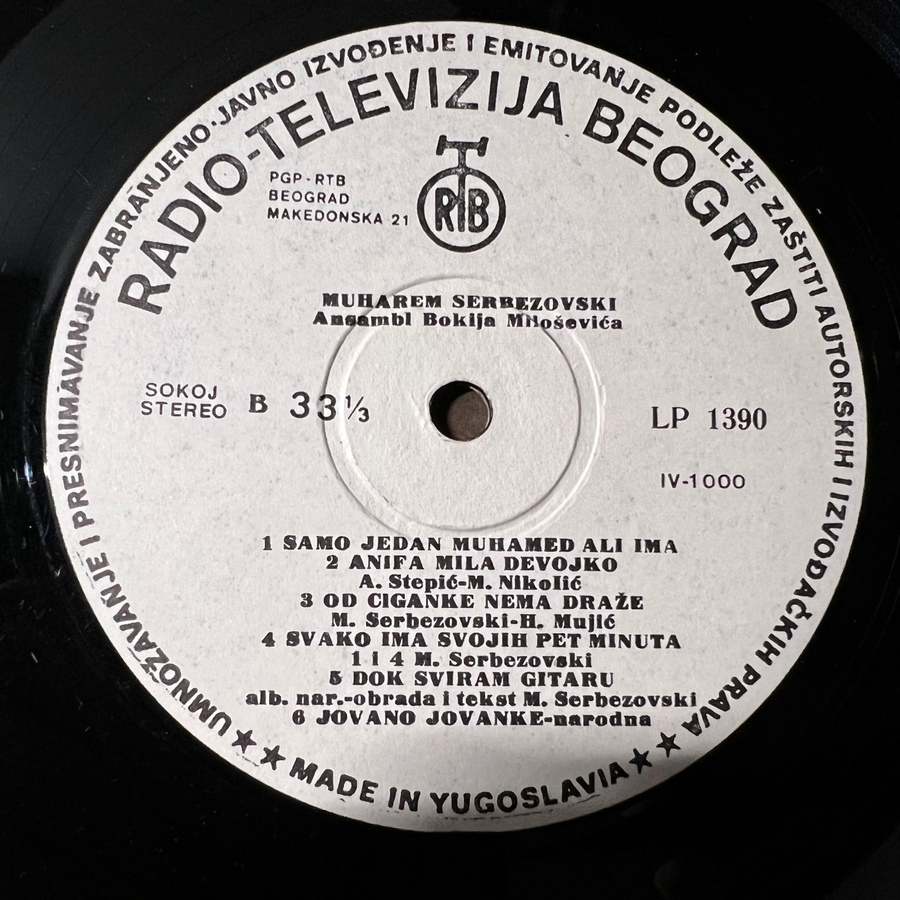 UMNOŽAVANJE I PRESNIMAVANJE ZABRANJENO·JAVNO IZVOĐENJE I EMITOVANJE PODLEŽE ZAŠTITI AUTORSKIH I IZVOĐAČKIH PRAVA
RADIO-TELEVIZIJA BEOGRAD
PGP-RTB
BEOGRAD
MAKEDONSKA 21
RTB
MUHAREM SERBEZOVSKI
Ansambl Bokija Miloševića
SOKOJ
STEREO
B 33 1/3
LP 1390
IV-1000
1 SAMO JEDAN MUHAMED ALI IMA
2 ANIFA MILA DEVOJKO
A. Stepić-M. Nikolić
3 OD CIGANKE NEMA DRAŽE
M. Serbezovski-H. Mujić
4 SVAKO IMA SVOJIH PET MINUTA
1 i 4 M. Serbezovski
5 DOK SVIRAM GITARU
alb. nar.-obrada i tekst M. Serbezovski
6 JOVANO JOVANKE-narodna
★★ MADE IN YUGOSLAVIA ★★